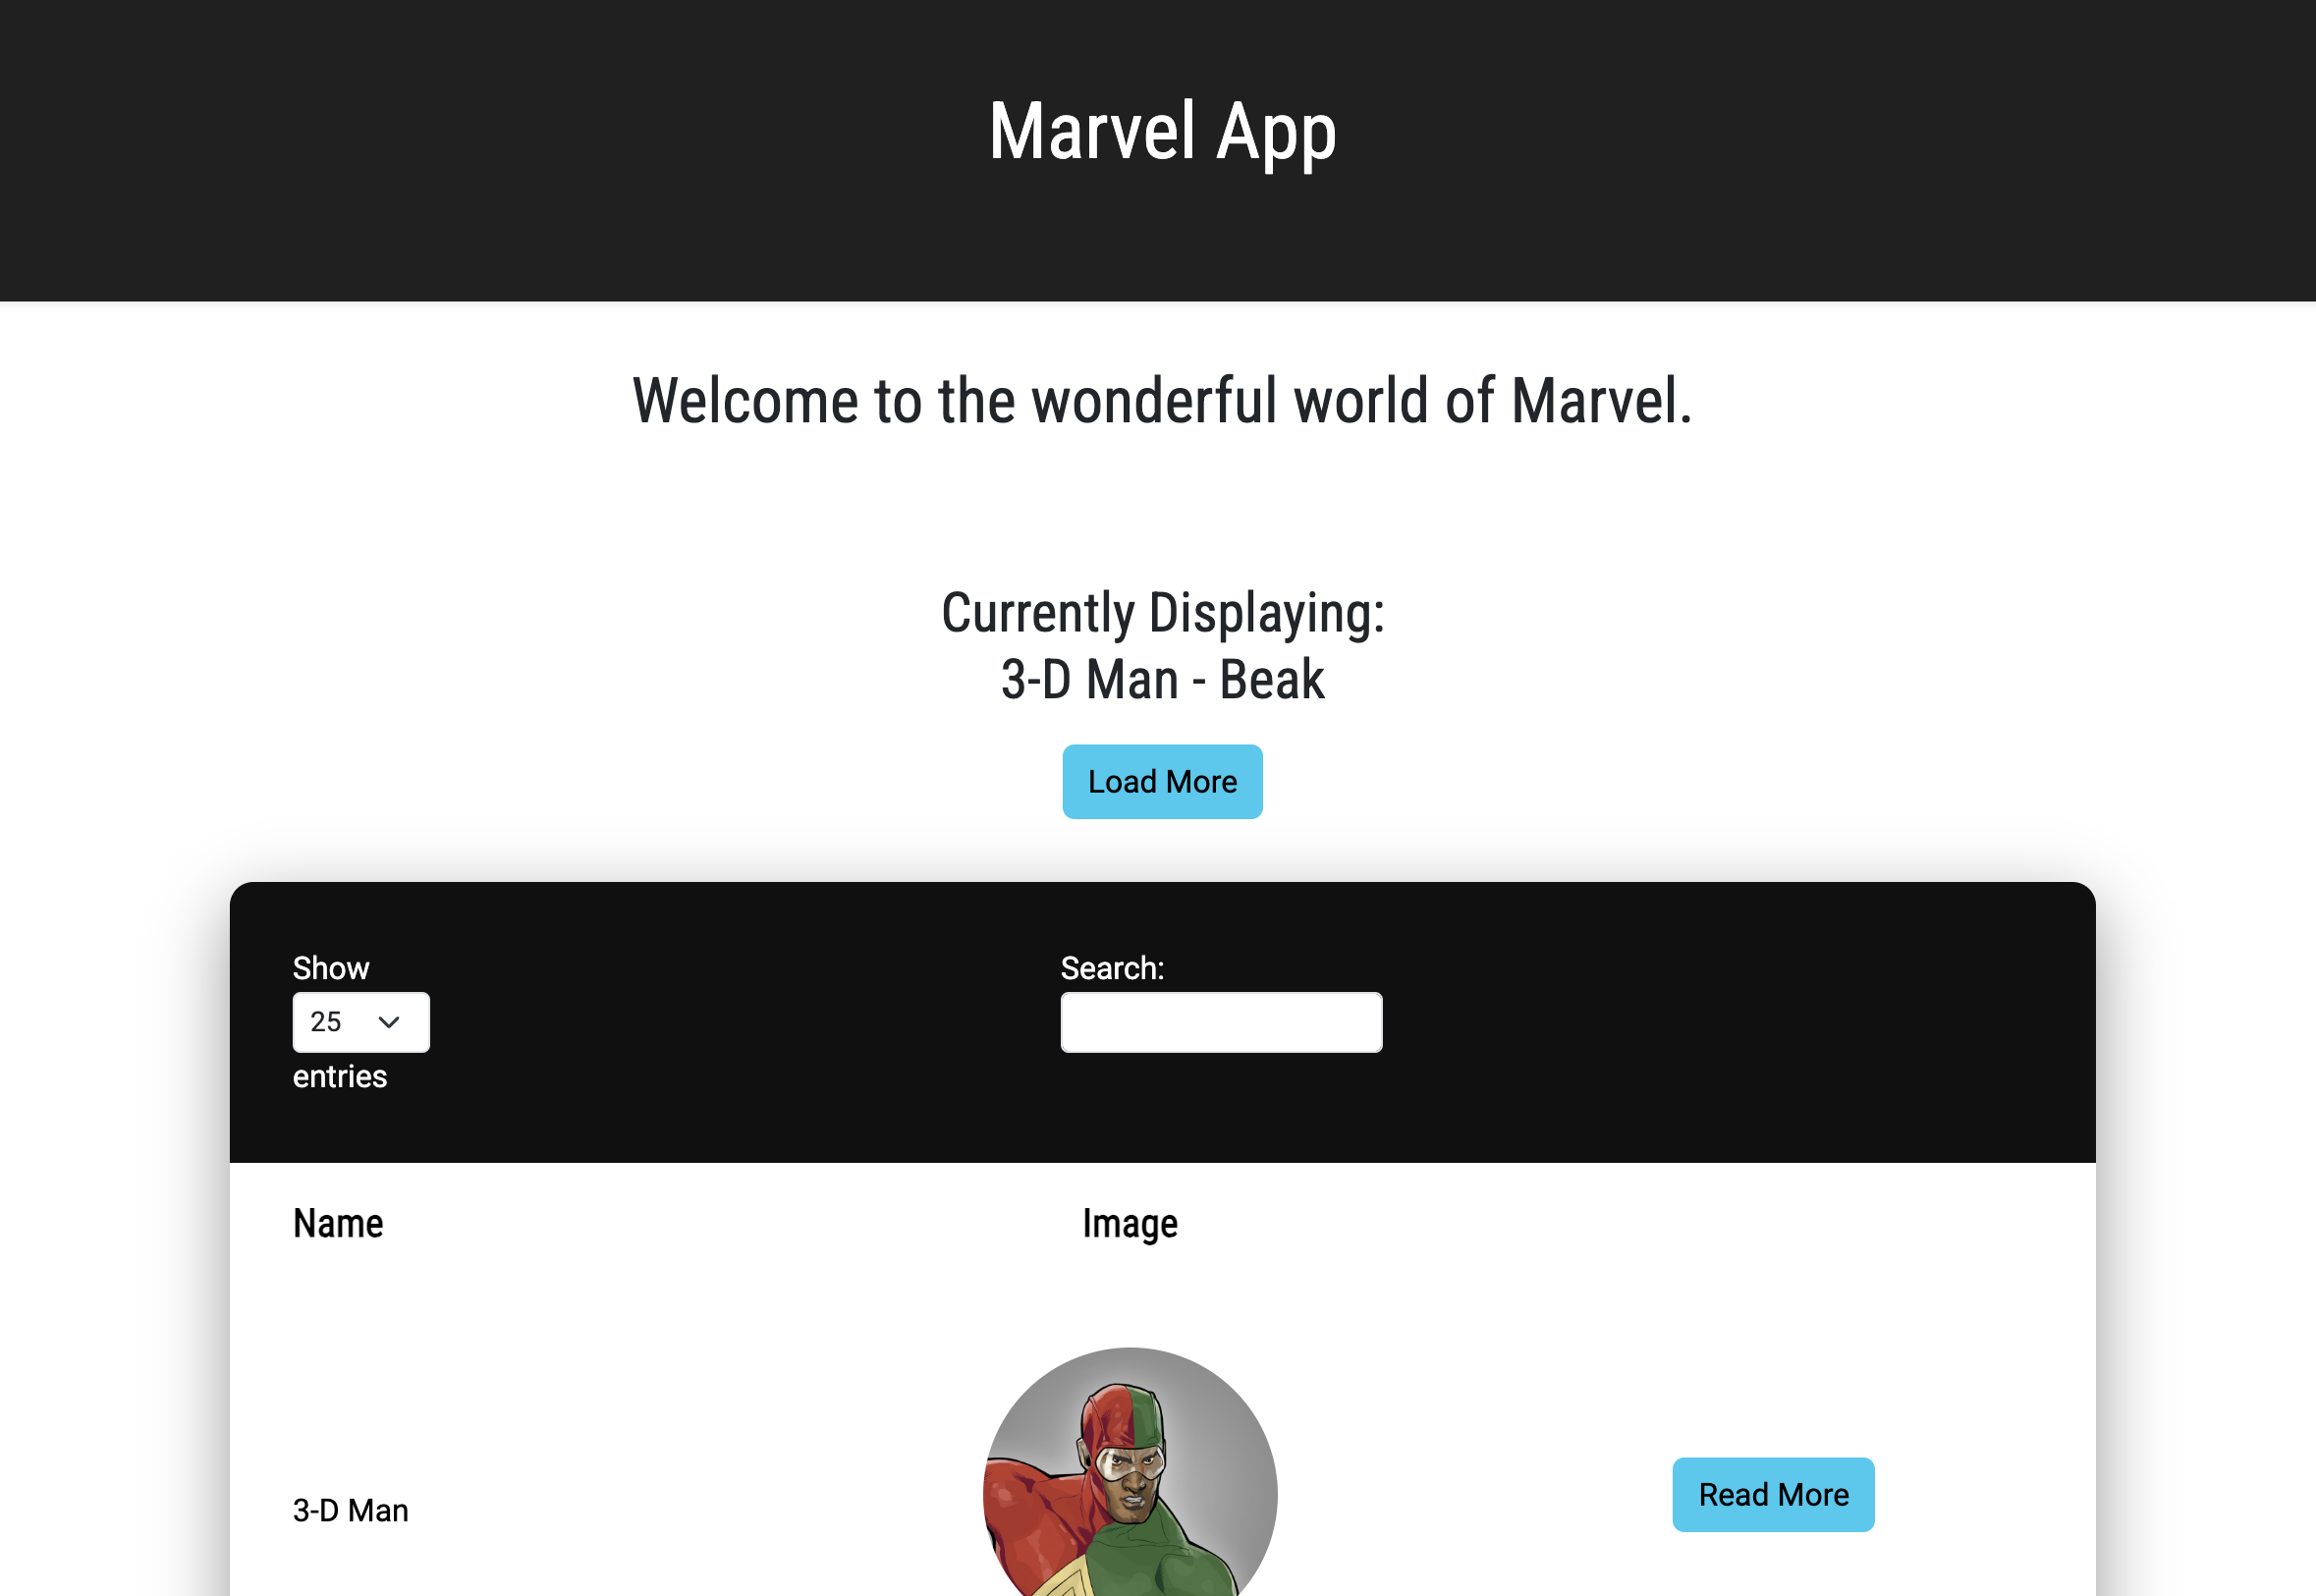 Marvel App
Welcome to the wonderful world of Marvel.
Currently Displaying:
3-D Man - Beak
Load More
Show
25
entries
Search:
Name
Image
3-D Man
Read More